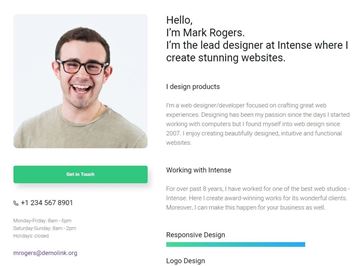 Hello,
I'm Mark Rogers.
I'm the lead designer at Intense where I
create stunning websites.
I design products
I'm a web designer/developer focused on crafting great web
experiences. Designing has been my passion since the days I started
working with computers but I found myself into web design since
2007. I enjoy creating beautifully designed, intuitive and functional
websites.
Get in Touch
Working with Intense
+1 234 567 8901
For over past 8 years, I have worked for one of the best web studios -
Intense. Here I create award-winning works for its wonderful clients.
Moreover, I can make this happen for your business as well.
Monday-Friday: 8am - 6pm
Saturday-Sunday: 8am - 2pm
Holidays: closed
mrogers@demolink.org
Responsive Design
Logo Design